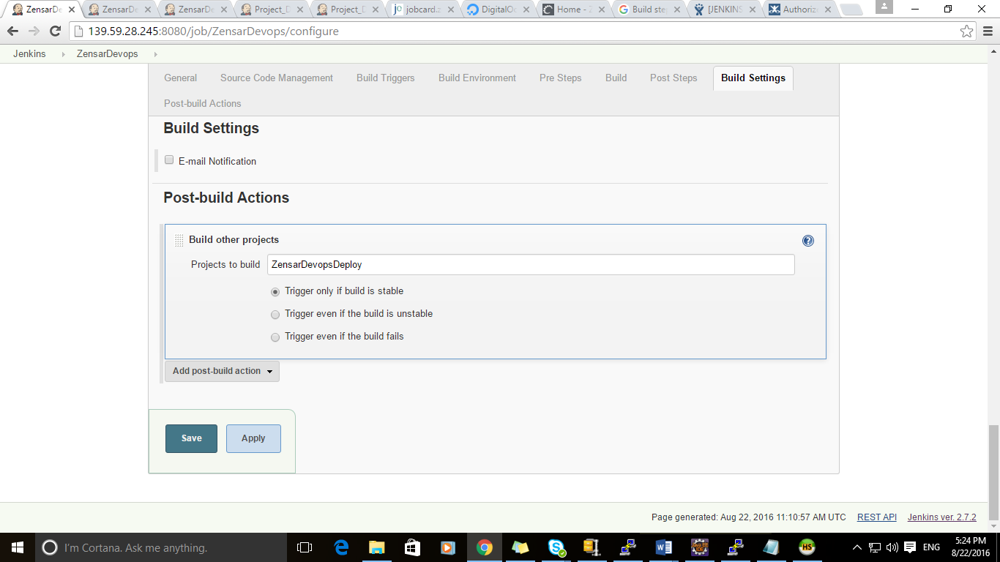 ZensarDe
ZensarDe
ZensarDe
Project_D
Project_D
jobcard.
DigitalO
Home -
Build ste
[JENKINS
Authoriz
139.59.28.245:8080/job/ZensarDevops/configure
Jenkins ZensarDevops
General Source Code Management Build Triggers Build Environment Pre Steps Build Post Steps Build Settings
Post-build Actions
Build Settings
E-mail Notification
Post-build Actions
Build other projects
Projects to build ZensarDevopsDeploy
Trigger only if build is stable
Trigger even if the build is unstable
Trigger even if the build fails
Add post-build action
Save Apply
Page generated: Aug 22, 2016 11:10:57 AM UTC REST API Jenkins ver. 2.7.2
I'm Cortana. Ask me anything.
HS
ENG
5:24 PM
8/22/2016